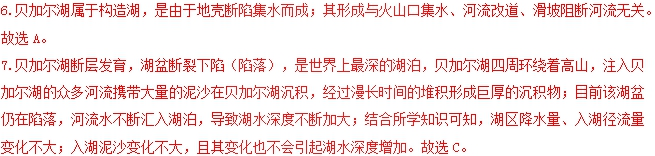 6.贝加尔湖属于构造湖，是由于地壳断陷集水而成；其形成与火山口集水、河流改道、滑坡阻断河流无关。
故选A。
7.贝加尔湖断层发育，湖盆断裂下陷（陷落），是世界上最深的湖泊，贝加尔湖四周环绕着高山，注入贝
加尔湖的众多河流携带大量的泥沙在贝加尔湖沉积，经过漫长时间的堆积形成巨厚的沉积物；目前该湖盆
仍在陷落，河流水不断汇入湖泊，导致湖水深度不断加大；结合所学知识可知，湖区降水量、入湖径流量
变化不大；入湖泥沙变化不大，且其变化也不会引起湖水深度增加。故选C。